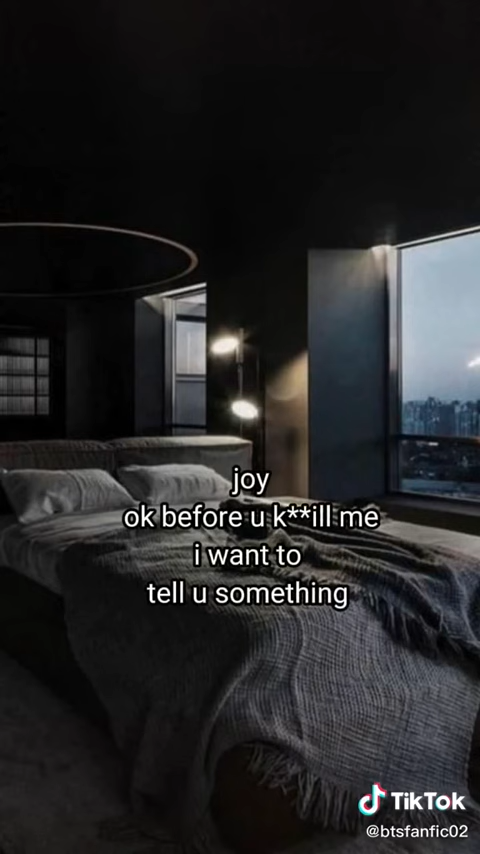 joy
ok before u k**ill me
i want to
tell u something
TikTok
@btsfanfic02